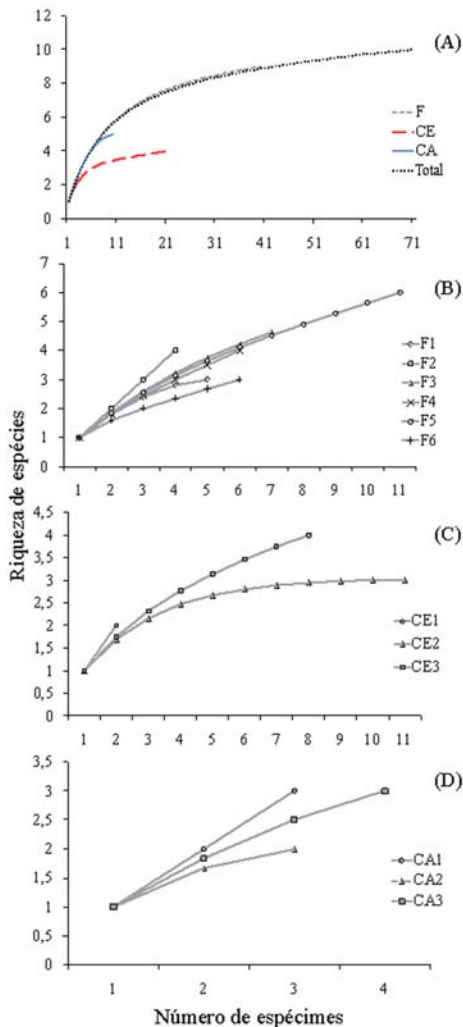 (A)
12
10
8
6
4
2
0
1 11 21 31 41 51 61 71
F
CE
CA
Total
(B)
7
6
5
4
3
2
1
0
1 2 3 4 5 6 7 8 9 10 11
F1
F2
F3
F4
F5
F6
Riqueza de espécies
(C)
4,5
4
3,5
3
2,5
2
1,5
1
0,5
0
1 2 3 4 5 6 7 8 9 10 11
CE1
CE2
CE3
(D)
3,5
3
2,5
2
1,5
1
0,5
0
1 2 3 4
CA1
CA2
CA3
Número de espécimes